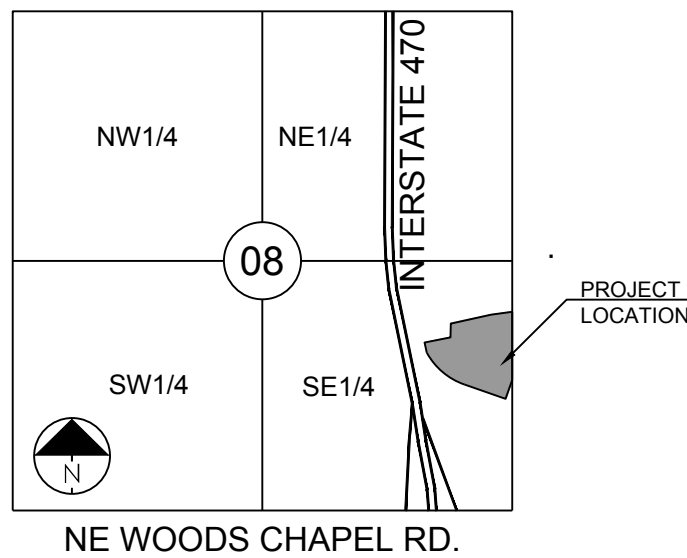 NW1/4
NE1/4
INTERSTATE 470
08
PROJECT
LOCATION
SW1/4
SE1/4
N
NE WOODS CHAPEL RD.